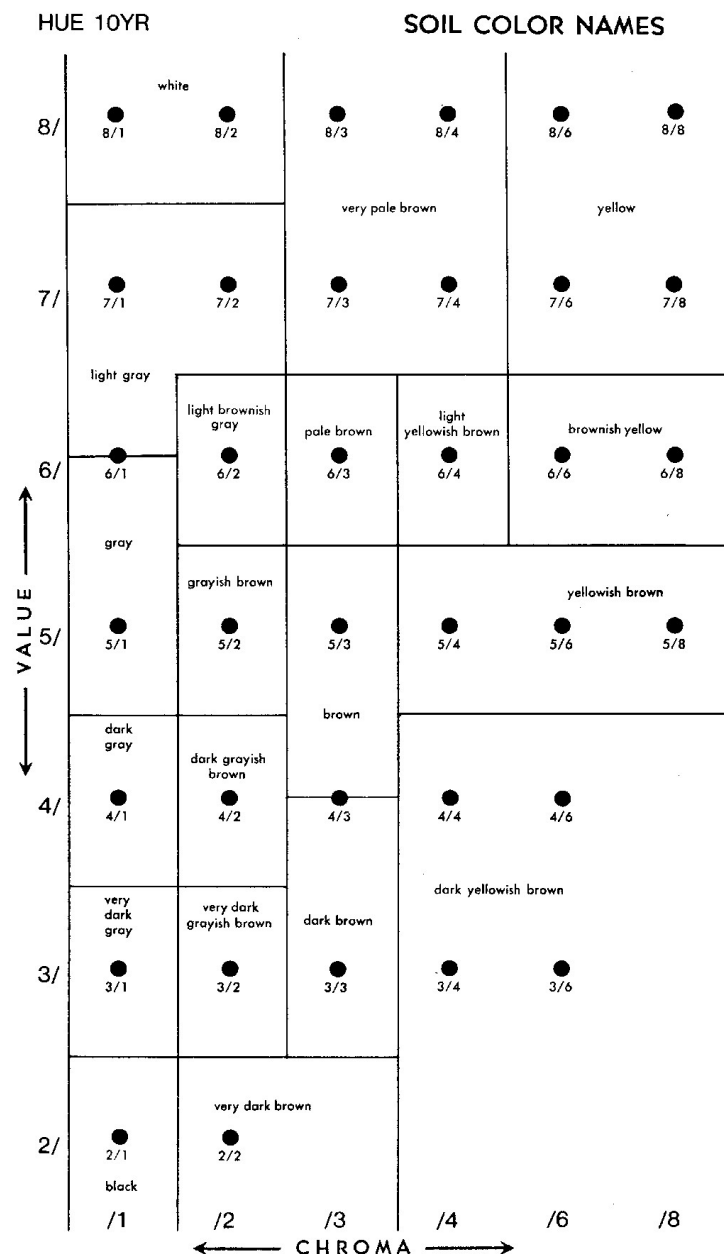 HUE 10YR SOIL COLOR NAMES
white
8/ 8/1 8/2 8/3 8/4 8/6 8/8
very pale brown yellow
7/ 7/1 7/2 7/3 7/4 7/6 7/8
light gray
light brownish
gray
pale brown
light
yellowish brown
brownish yellow
6/ 6/1 6/2 6/3 6/4 6/6 6/8
gray
grayish brown
yellowish brown
VALUE
5/ 5/1 5/2 5/3 5/4 5/6 5/8
brown
dark
gray
dark grayish
brown
4/ 4/1 4/2 4/3 4/4 4/6
very
dark
gray
very dark
grayish brown
dark brown
dark yellowish brown
3/ 3/1 3/2 3/3 3/4 3/6
very dark brown
2/ 2/1 2/2
black
/1 /2 /3 /4 /6 /8
CHROMA